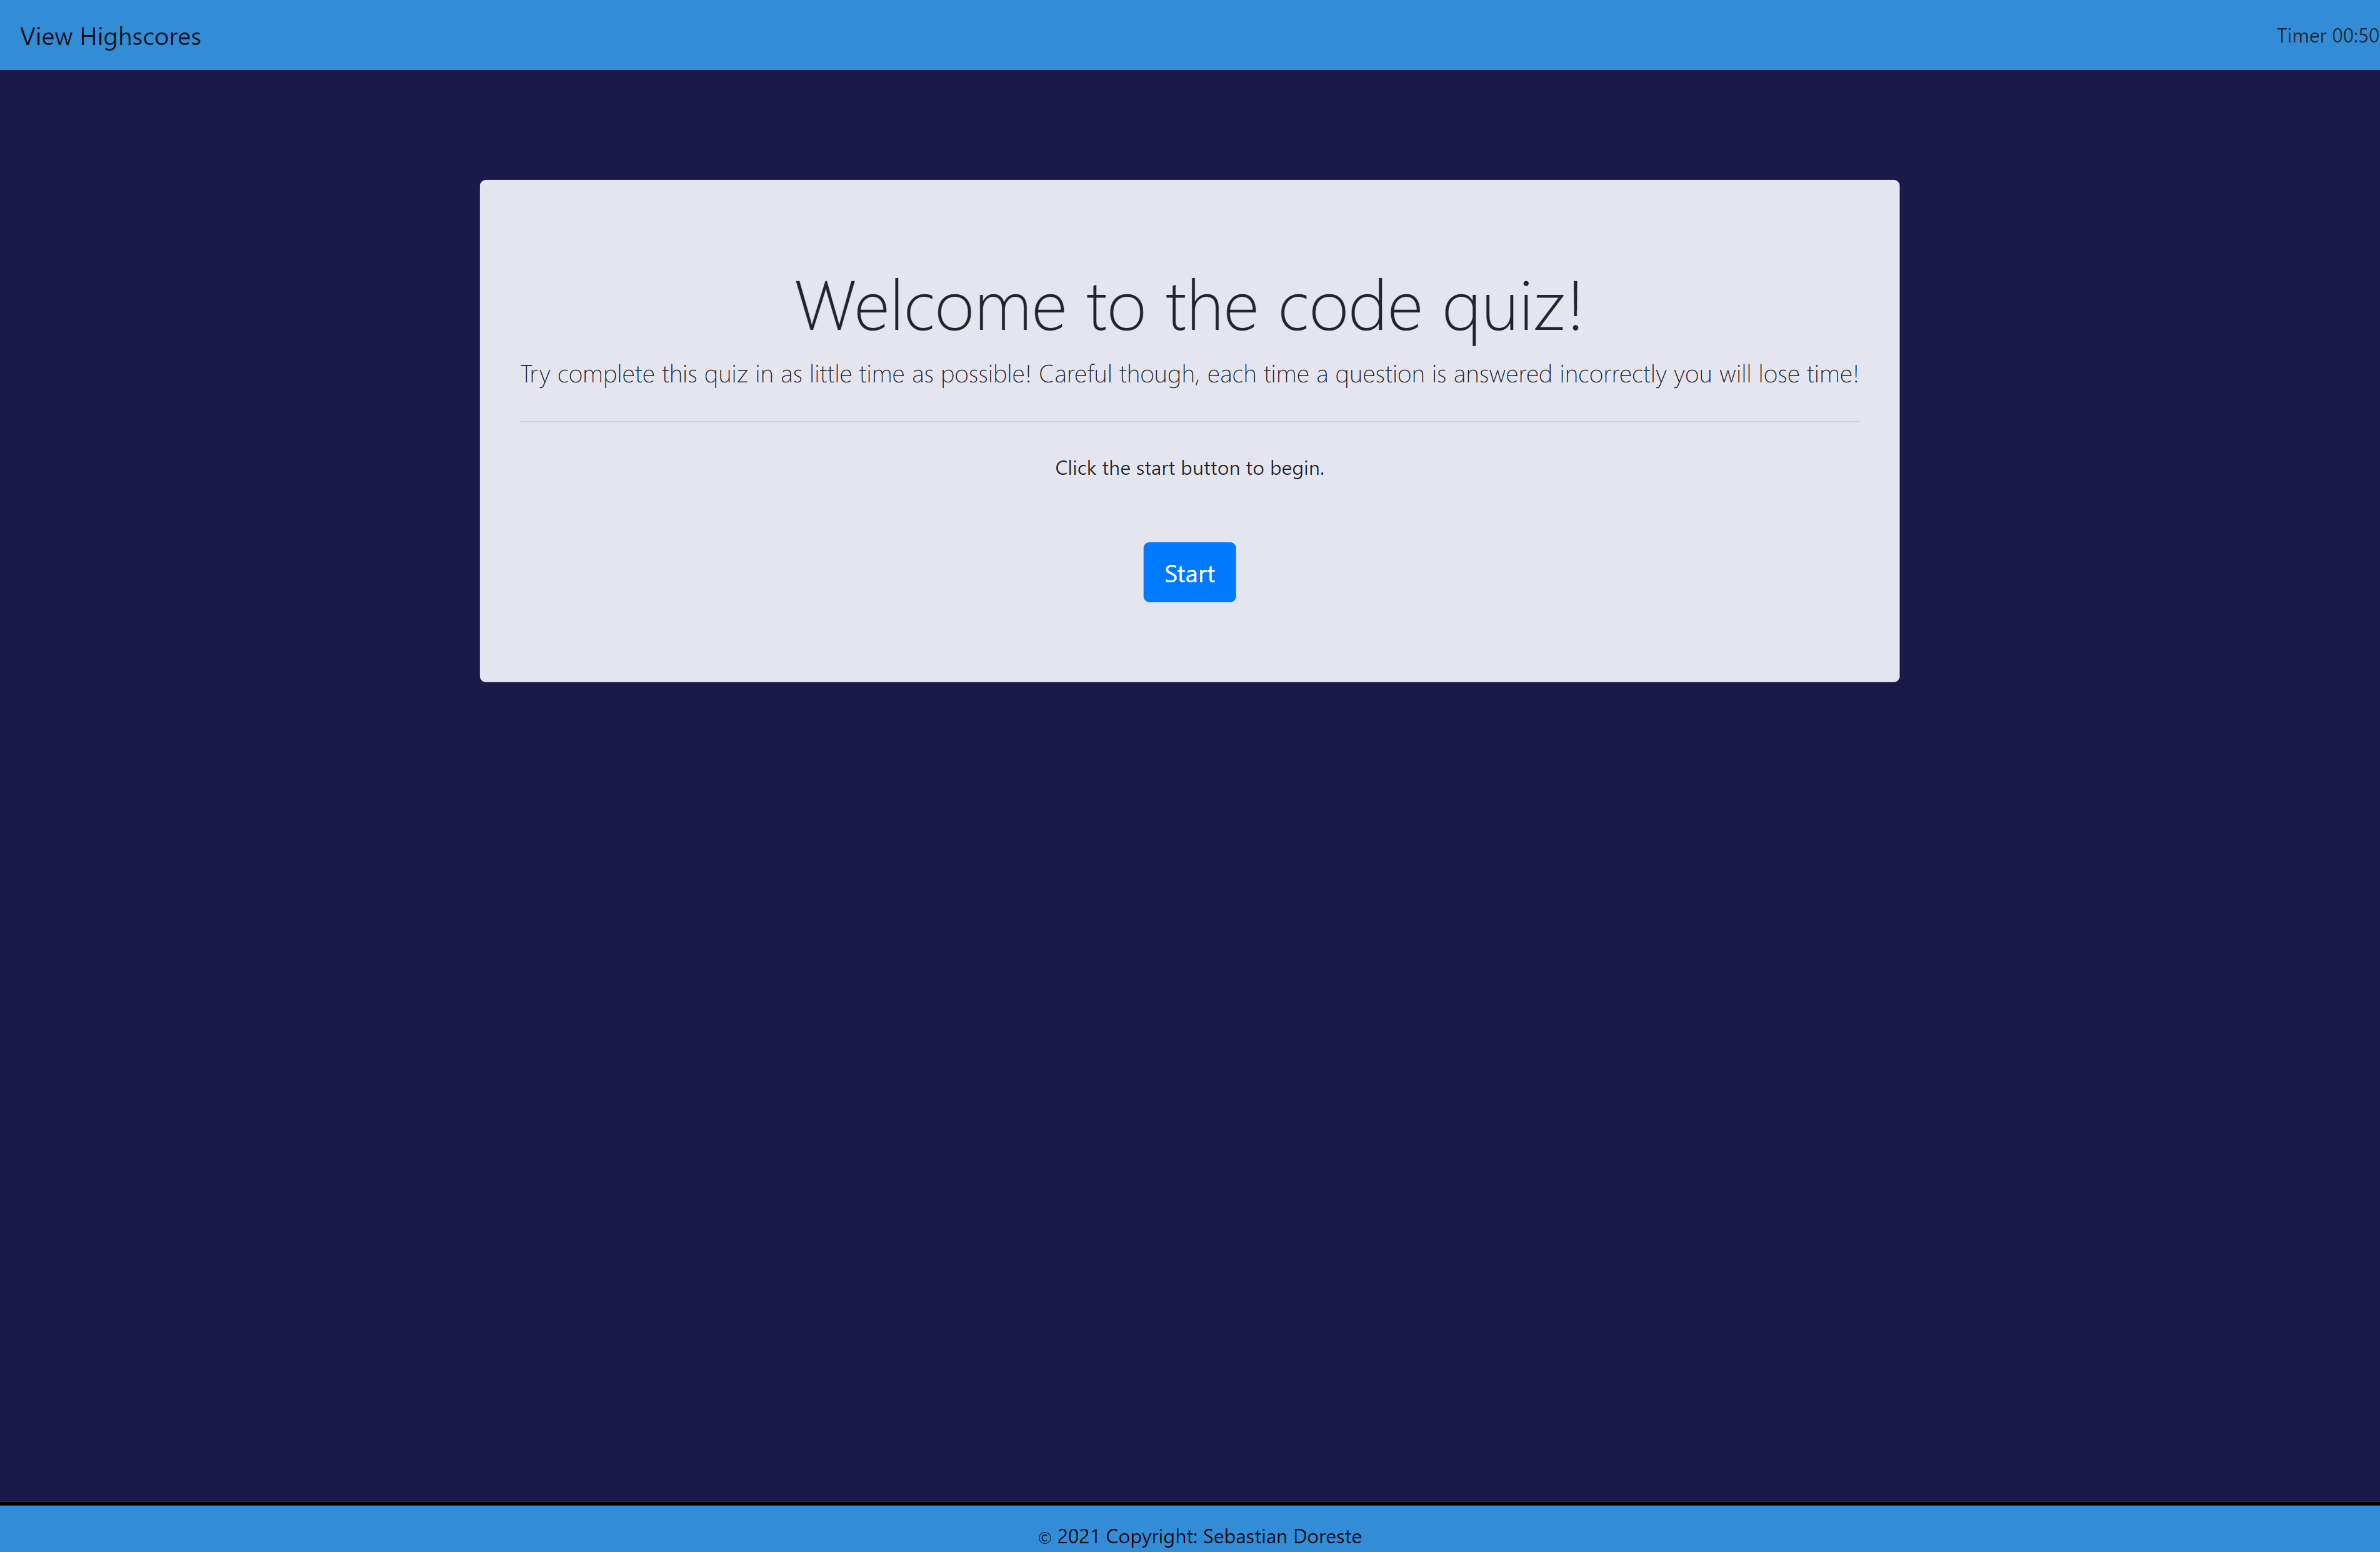 View Highscores
Timer 00:50
Welcome to the code quiz!
Try complete this quiz in as little time as possible! Careful though, each time a question is answered incorrectly you will lose time!
Click the start button to begin.
Start
© 2021 Copyright: Sebastian Doreste